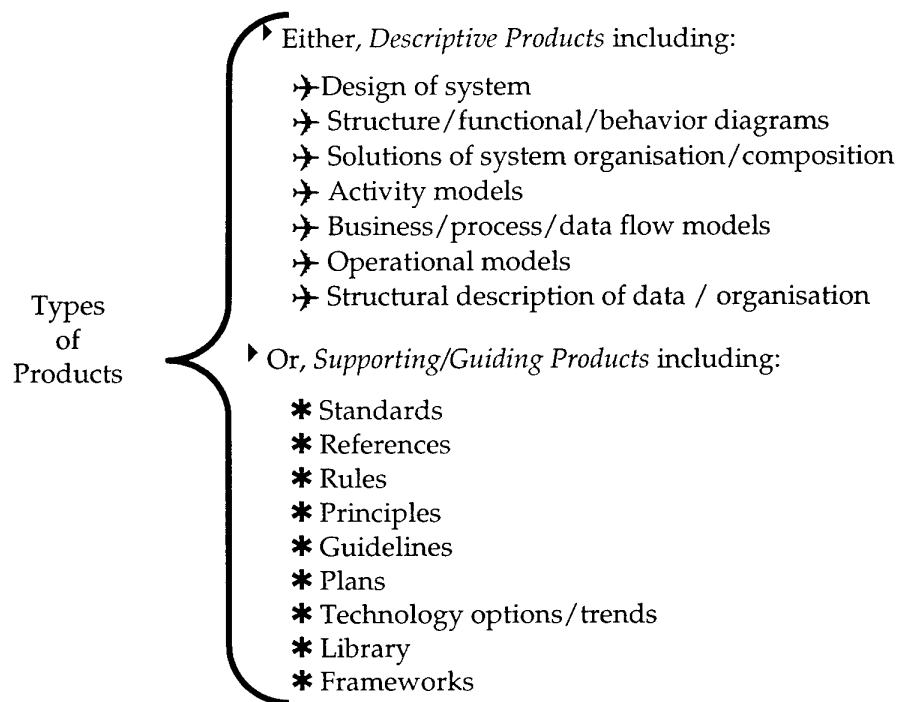 Types
of
Products
Either, Descriptive Products including:
Design of system
Structure/functional/behavior diagrams
Solutions of system organisation/composition
Activity models
Business/process/data flow models
Operational models
Structural description of data / organisation
Or, Supporting/Guiding Products including:
Standards
References
Rules
Principles
Guidelines
Plans
Technology options/trends
Library
Frameworks